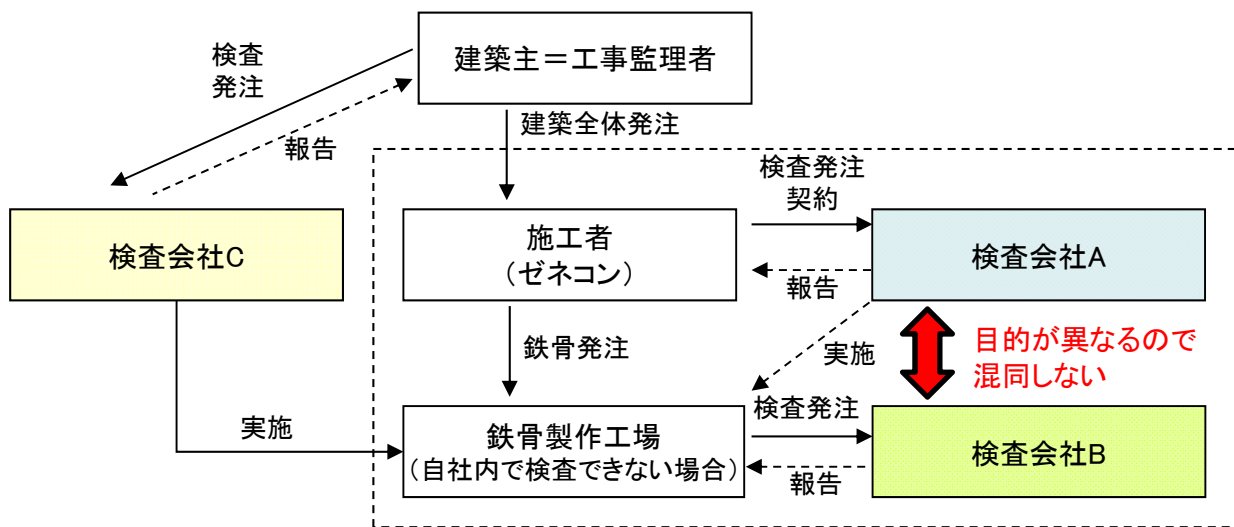 建築主＝工事監理者
検査
発注
報告
建築全体発注
検査会社C
施工者
（ゼネコン）
検査発注
契約
報告
検査会社A
鉄骨発注
実施
目的が異なるので
混同しない
実施
鉄骨製作工場
（自社内で検査できない場合）
検査発注
報告
検査会社B